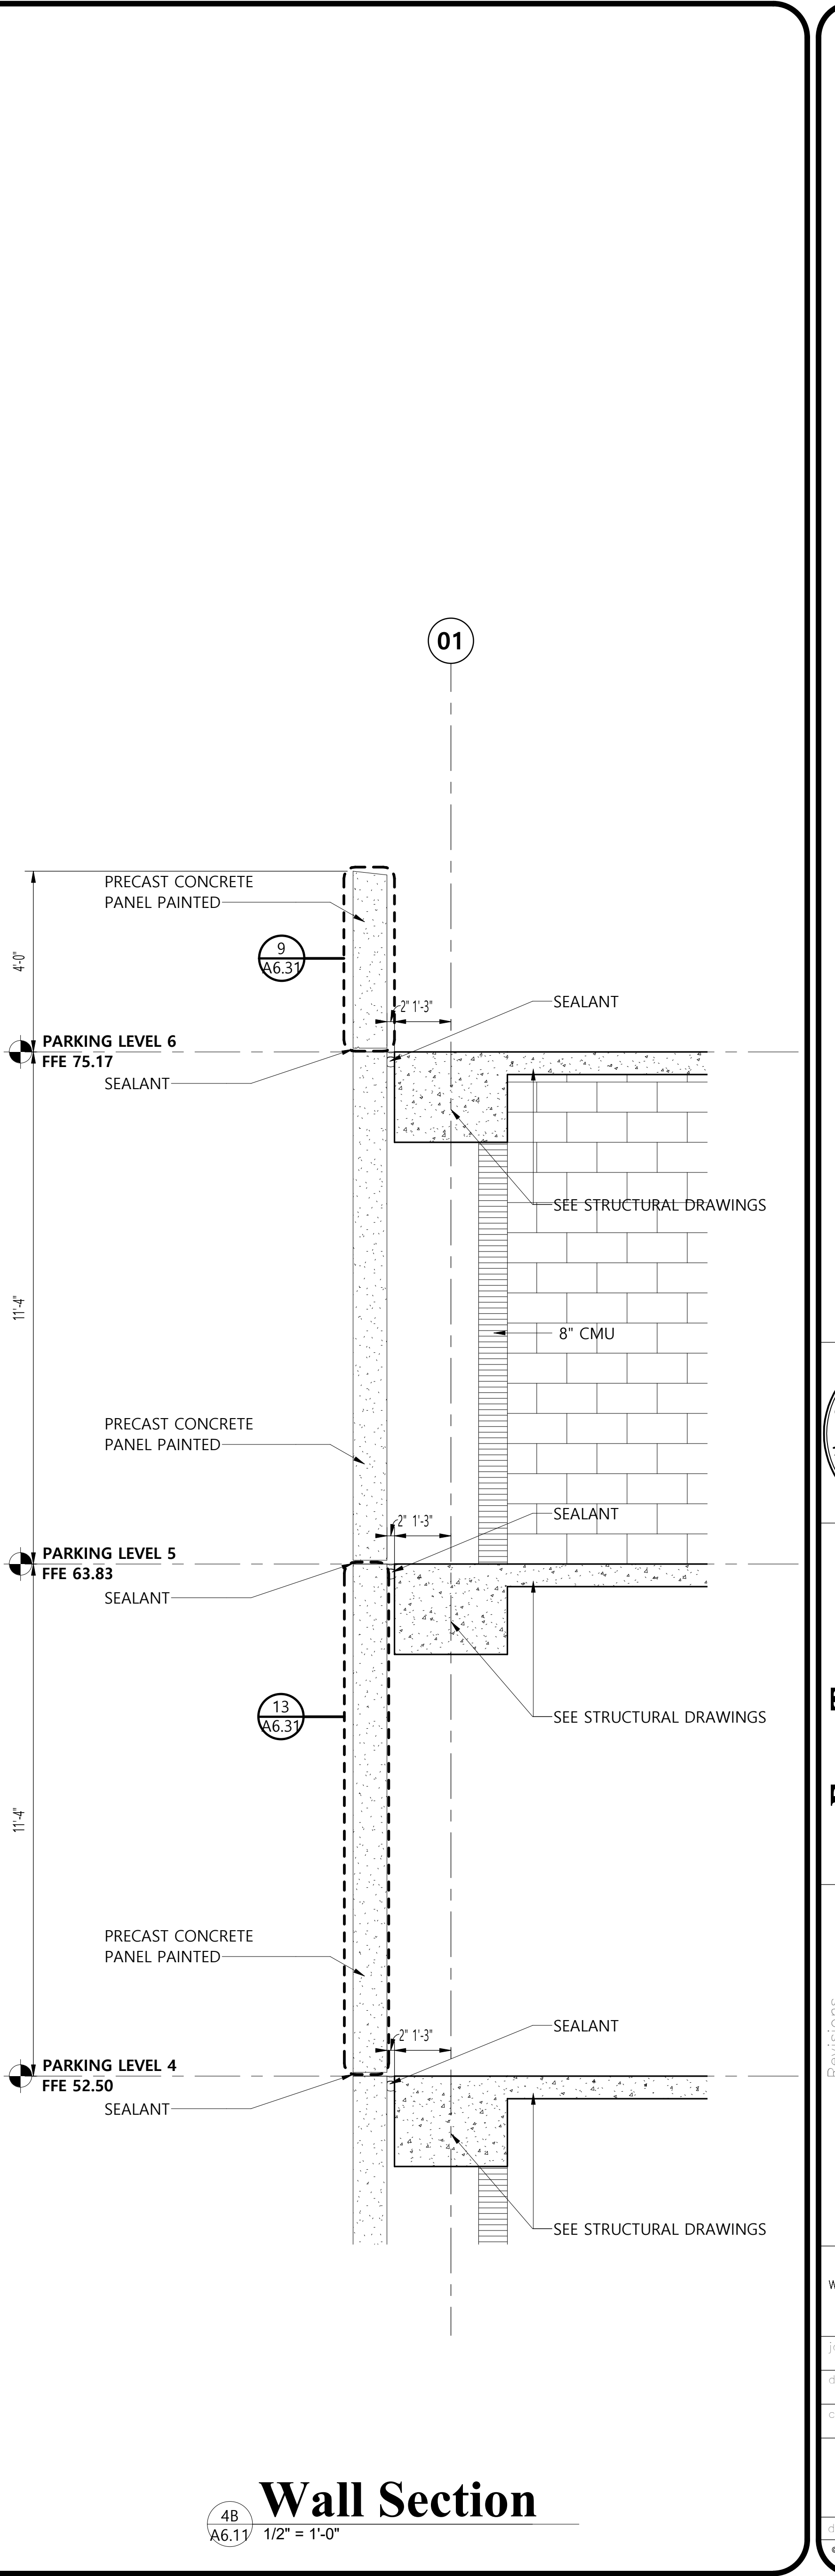 01
PRECAST CONCRETE
PANEL PAINTED
4'-0"
9
A6.31
2" 1'-3"
SEALANT
PARKING LEVEL 6
FFE 75.17
SEALANT
SEE STRUCTURAL DRAWINGS
11'-4"
8" CMU
PRECAST CONCRETE
PANEL PAINTED
2" 1'-3"
SEALANT
PARKING LEVEL 5
FFE 63.83
SEALANT
13
A6.31
SEE STRUCTURAL DRAWINGS
11'-4"
PRECAST CONCRETE
PANEL PAINTED
Revisions
2" 1'-3"
SEALANT
PARKING LEVEL 4
FFE 52.50
SEALANT
SEE STRUCTURAL DRAWINGS
Wall Section
4B
A6.11
1/2" = 1'-0"